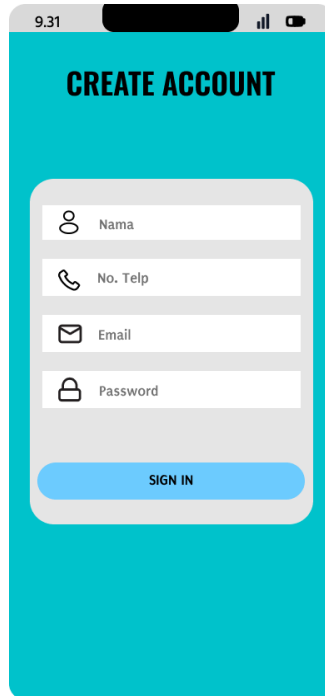 9.31
CREATE ACCOUNT
Nama
No. Telp
Email
Password
SIGN IN